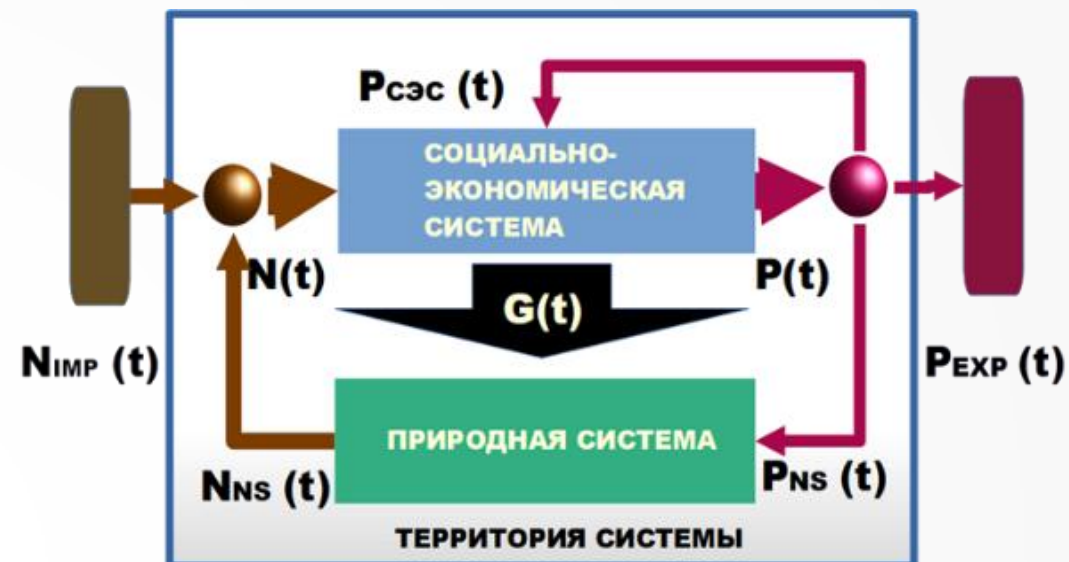 Pсэс (t)
СОЦИАЛЬНО-
ЭКОНОМИЧЕСКАЯ
СИСТЕМА
N(t)
P(t)
G(t)
NIMP (t)
PEXP (t)
ПРИРОДНАЯ СИСТЕМА
NNS (t)
PNS (t)
ТЕРРИТОРИЯ СИСТЕМЫ